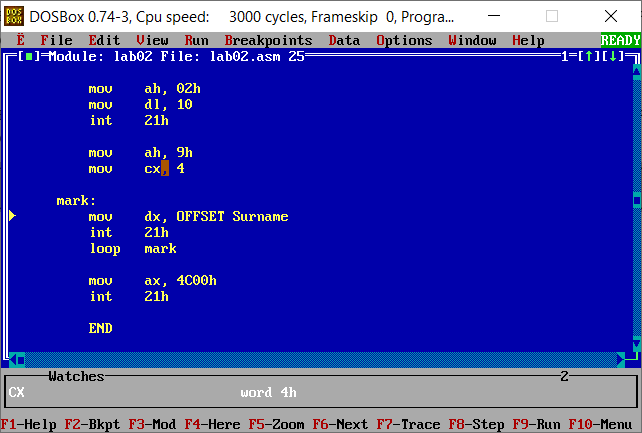 DOSBox 0.74-3, Cpu speed: 3000 cycles, Frameskip 0, Progra...
E File Edit View Run Breakpoints Data Options Window Help READY
[■]=Module: lab02 File: lab02.asm 25 1=[↑][↓]
mov ah, 02h
mov dl, 10
int 21h
mov ah, 9h
mov cx, 4
mark:
mov dx, OFFSET Surname
int 21h
loop mark
mov ax, 4C00h
int 21h
END
Watches 2
CX word 4h
F1-Help F2-Bkpt F3-Mod F4-Here F5-Zoom F6-Next F7-Trace F8-Step F9-Run F10-Menu